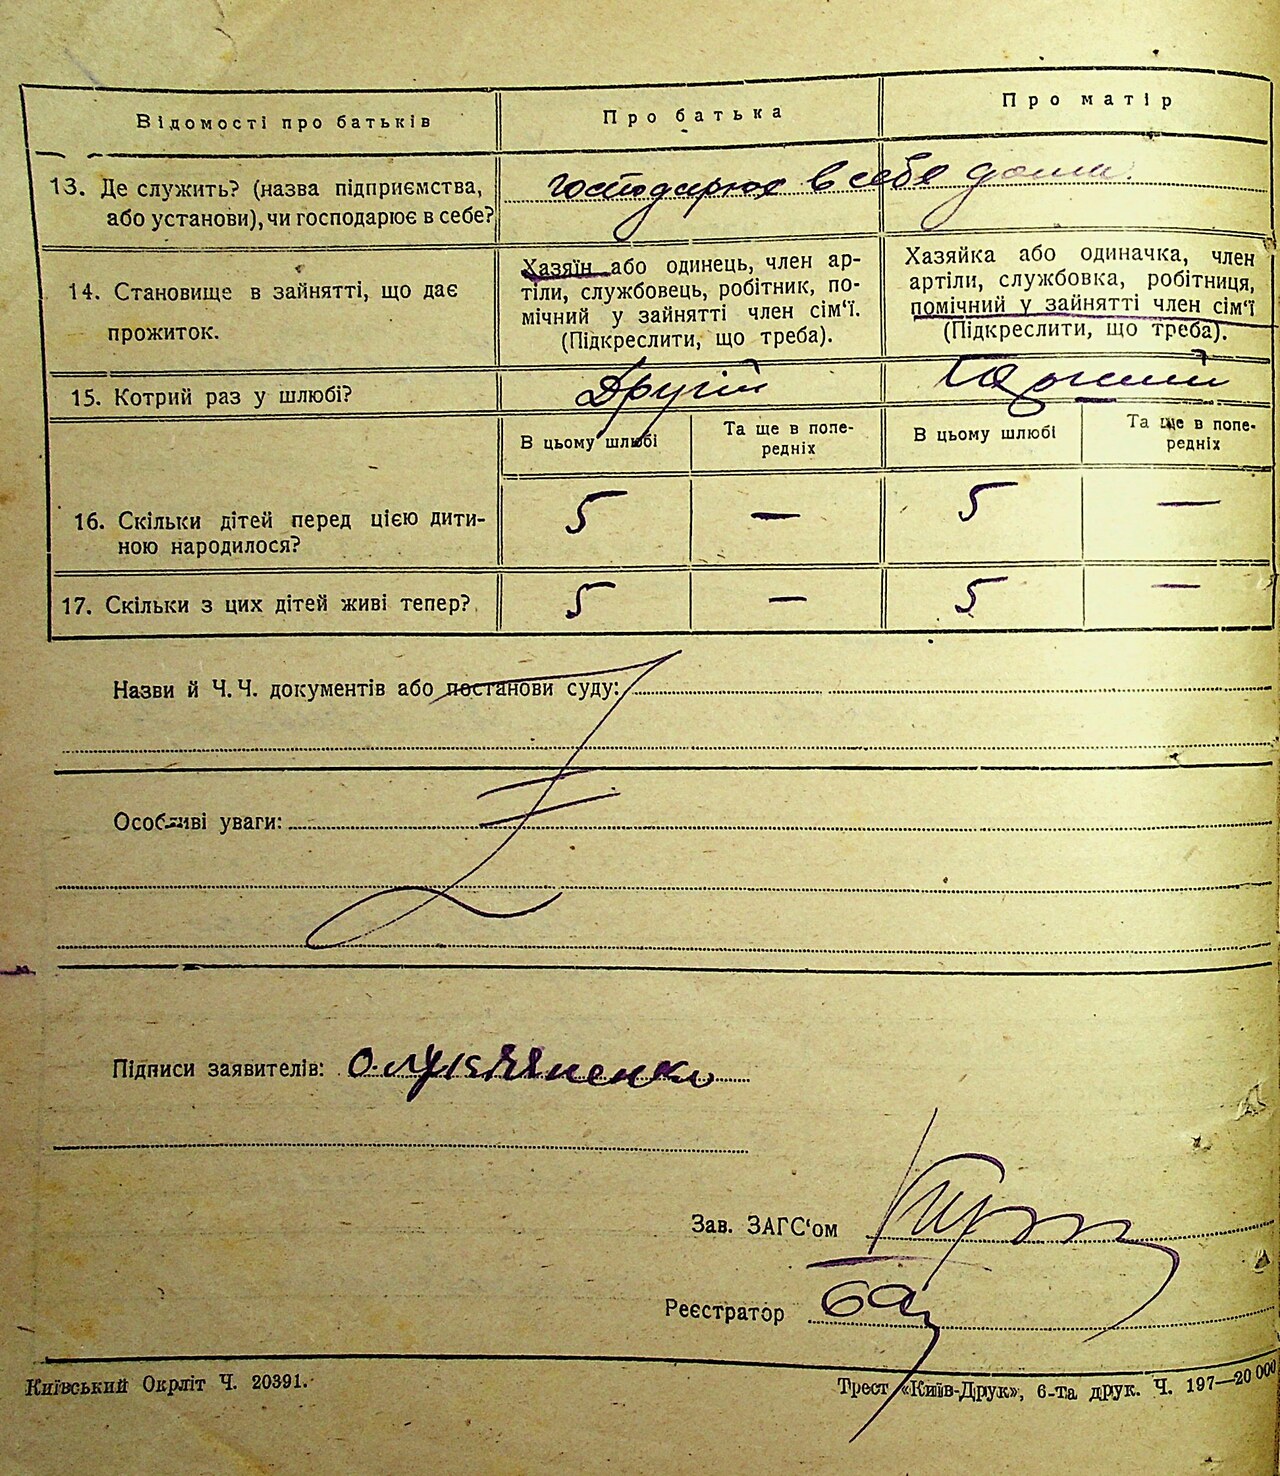 Відомості про батьків
Про батька
Про матір
13. Де служить? (назва підприємства,
або установи), чи господарює в себе?
господарює в себе дома.
14. Становище в зайнятті, що дає
прожиток.
Хазяїн або одинець, член ар-
тіли, службовець, робітник, по-
мічний у зайнятті член сім‘ї.
(Підкреслити, що треба).
Хазяйка або одиначка, член
артіли, службовка, робітниця,
помічний у зайнятті член сім‘ї
(Підкреслити, що треба).
15. Котрий раз у шлюбі?
Другій
В цьому шлюбі
Та ще в попе-
редніх
В цьому шлюбі
Та ще в попе-
редніх
16. Скільки дітей перед цією дити-
ною народилося?
5
—
5
—
17. Скільки з цих дітей живі тепер?
5
—
5
—
Назви й Ч. Ч. документів або постанови суду:
Особливі уваги:
Підписи заявителів: О. Лукьяненко
Зав. ЗАГС‘ом
Реєстратор
Київський Окрліт Ч. 20391.
Трест «Київ-Друк», 6-та друк. Ч. 197—20 000